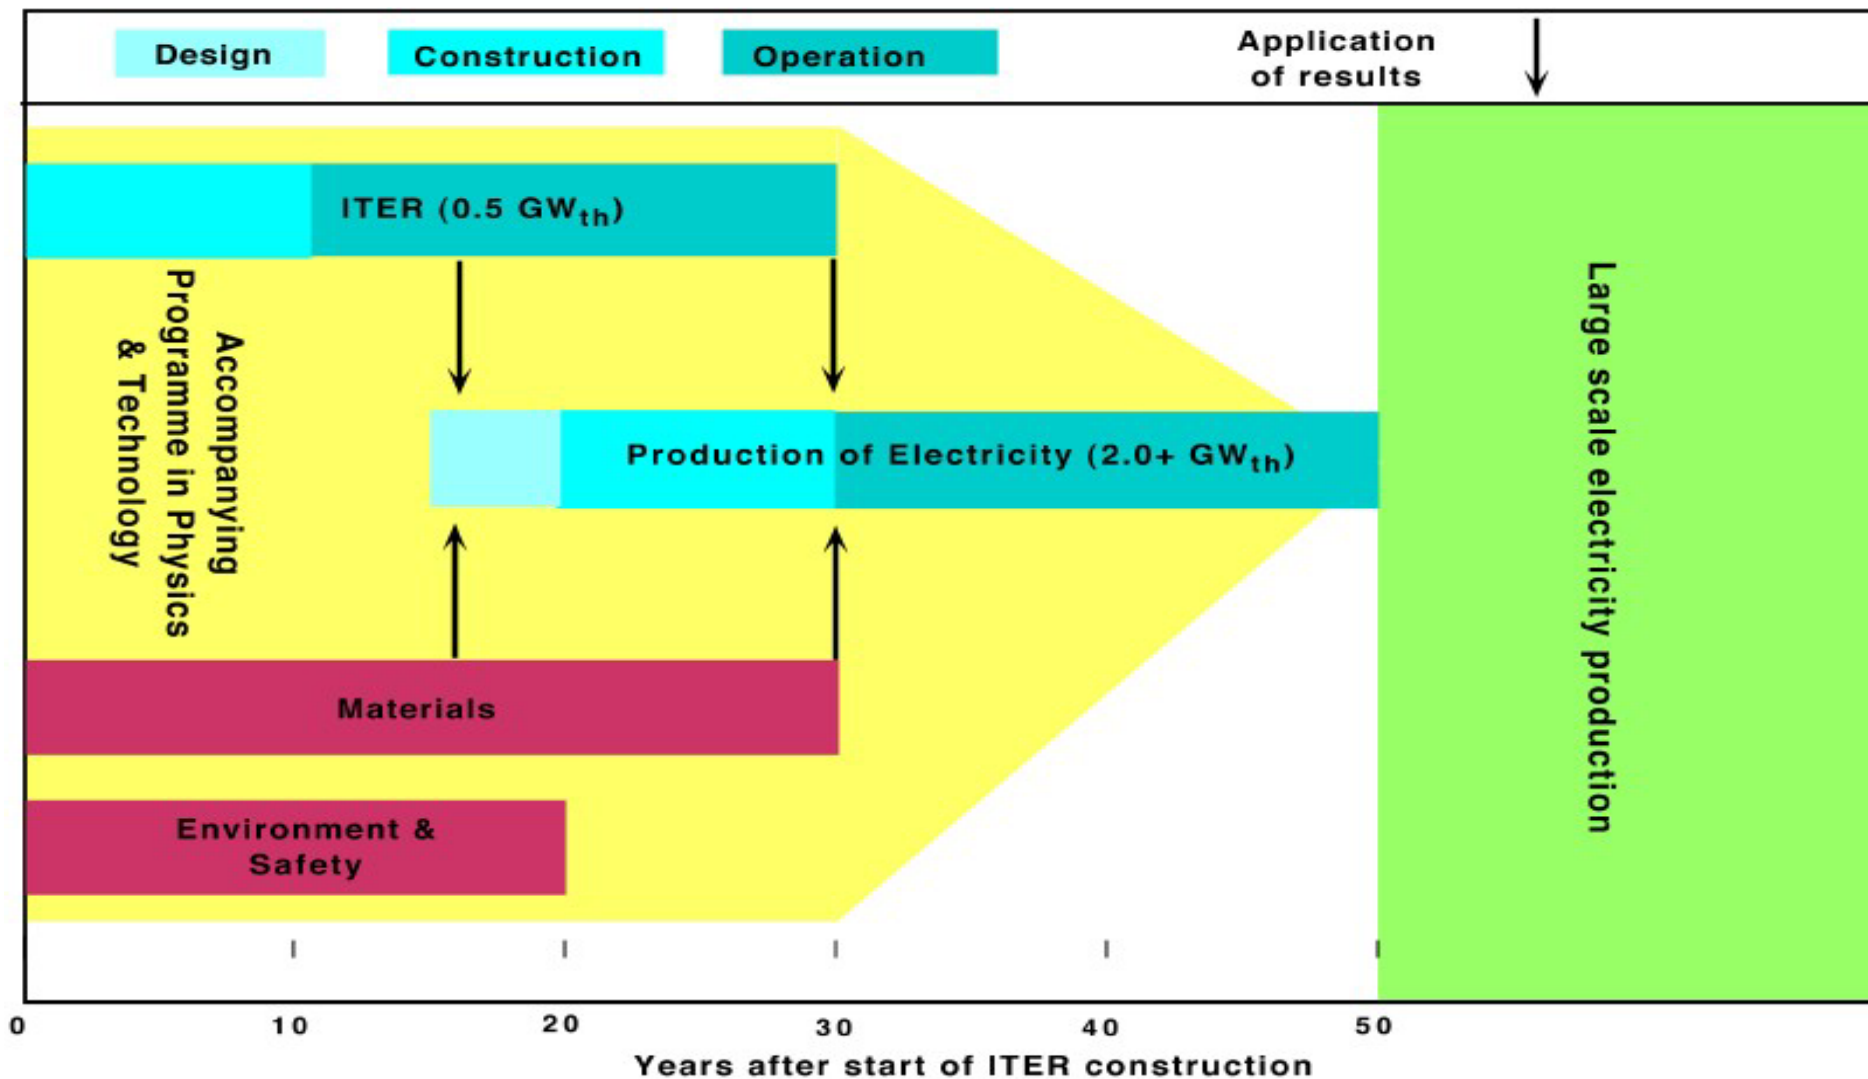 Design
Construction
Operation
Application
of results
ITER (0.5 GWth)
Accompanying
Programme in Physics
& Technology
Production of Electricity (2.0+ GWth)
Large scale electricity production
Materials
Environment &
Safety
0 10 20 30 40 50
Years after start of ITER construction